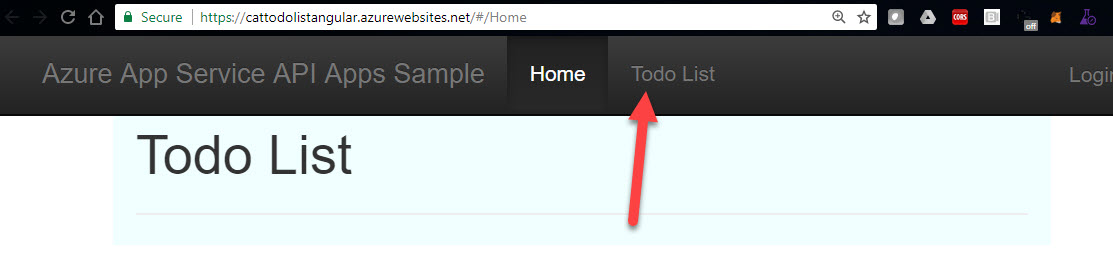 Secure https://cattodolistangular.azurewebsites.net/#/Home
CORS
off
Azure App Service API Apps Sample Home Todo List Login
Todo List